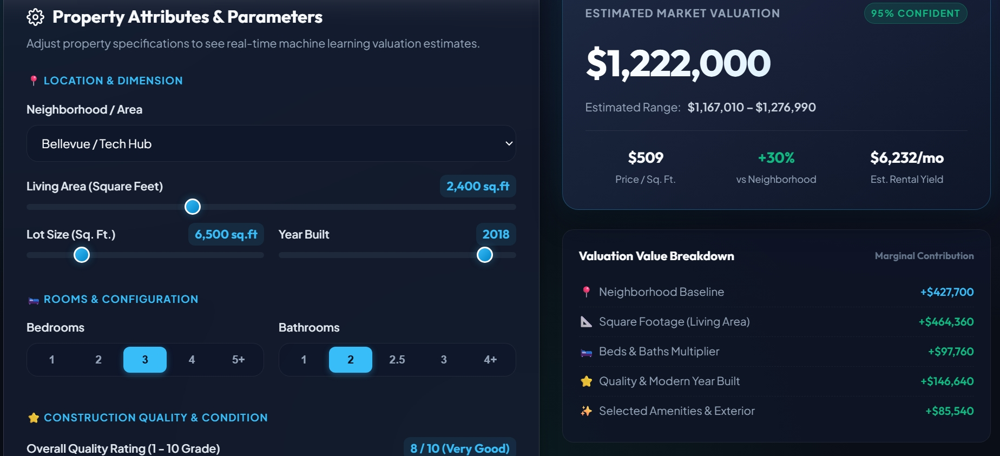 Property Attributes & Parameters
Adjust property specifications to see real-time machine learning valuation estimates.
LOCATION & DIMENSION
Neighborhood / Area
Bellevue / Tech Hub
Living Area (Square Feet)
2,400 sq.ft
Lot Size (Sq. Ft.)
6,500 sq.ft
Year Built
2018
ROOMS & CONFIGURATION
Bedrooms
1 2 3 4 5+
Bathrooms
1 2 2.5 3 4+
CONSTRUCTION QUALITY & CONDITION
Overall Quality Rating (1 - 10 Grade)
8 / 10 (Very Good)
ESTIMATED MARKET VALUATION
95% CONFIDENT
$1,222,000
Estimated Range: $1,167,010 – $1,276,990
$509
Price / Sq. Ft.
+30%
vs Neighborhood
$6,232/mo
Est. Rental Yield
Valuation Value Breakdown
Marginal Contribution
Neighborhood Baseline +$427,700
Square Footage (Living Area) +$464,360
Beds & Baths Multiplier +$97,760
Quality & Modern Year Built +$146,640
Selected Amenities & Exterior +$85,540